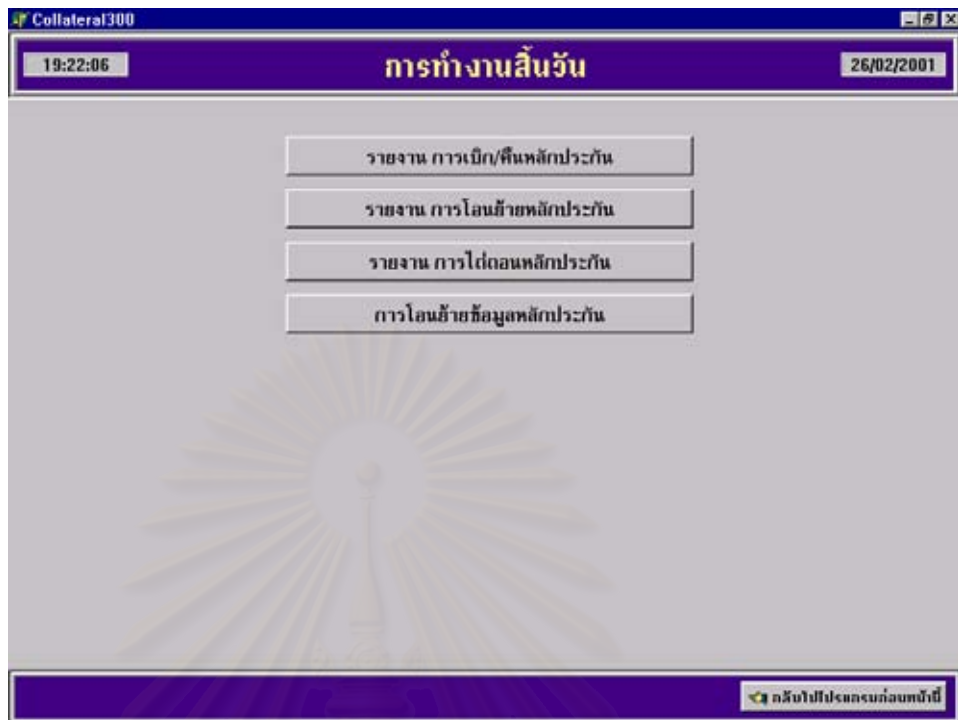 Collateral300
19:22:06
การทำงานสิ้นวัน
26/02/2001
รายงาน การเบิก/คืนหลักประกัน
รายงาน การโอนย้ายหลักประกัน
รายงาน การไถ่ถอนหลักประกัน
การโอนย้ายข้อมูลหลักประกัน
กลับไปโปรแกรมก่อนหน้านี้